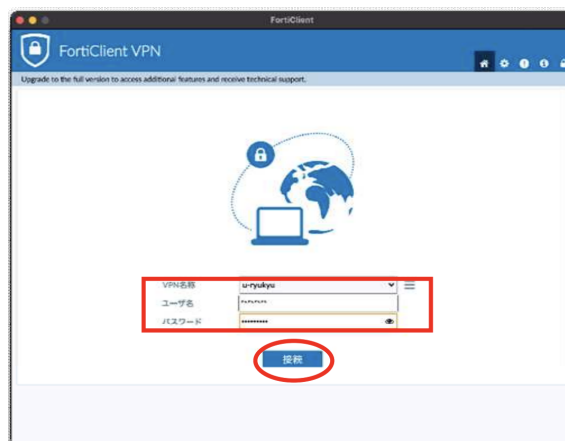 FortiClient
FortiClient VPN
Upgrade to the full version to access additional features and receive technical support.
VPN名称
u-ryukyu
ユーザ名
パスワード
接続